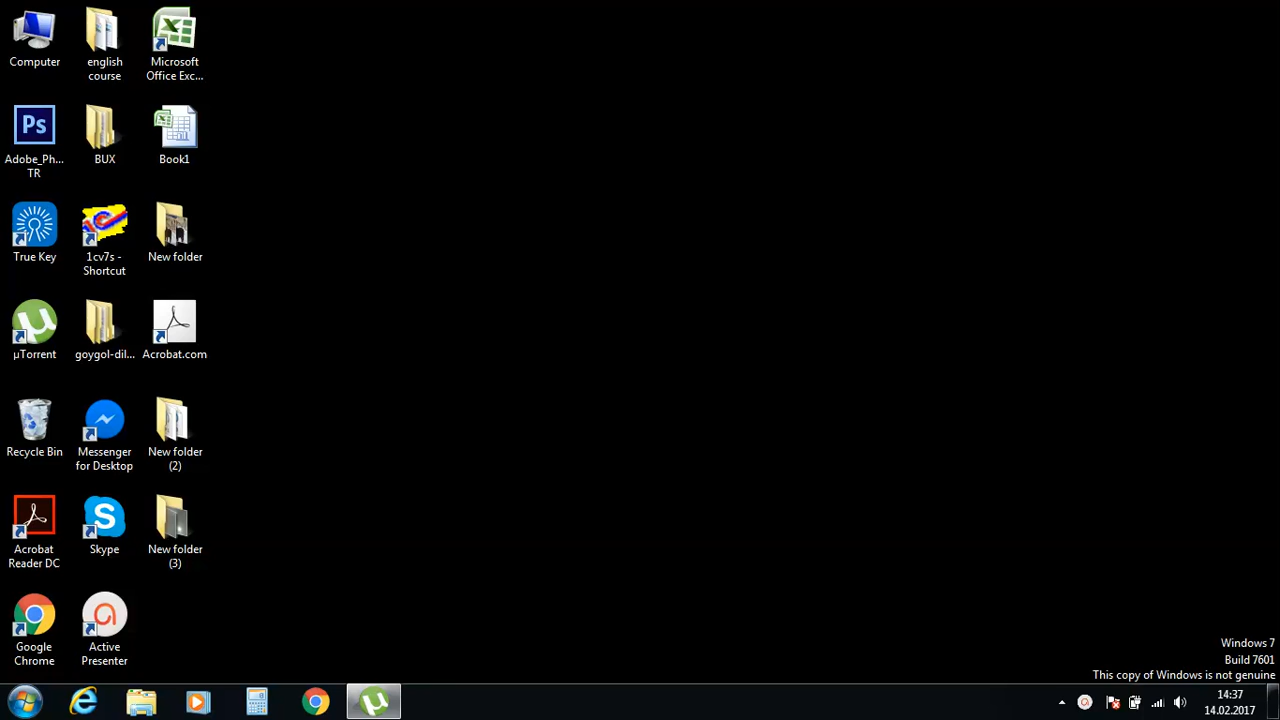 Computer
english
course
Microsoft
Office Exc...
Ps
Adobe_Ph...
TR
BUX
Book1
True Key
1cv7s -
Shortcut
New folder
µTorrent
goygol-dil...
Acrobat.com
Recycle Bin
Messenger
for Desktop
New folder
(2)
Acrobat
Reader DC
Skype
New folder
(3)
Google
Chrome
Active
Presenter
Windows 7
Build 7601
This copy of Windows is not genuine
14:37
14.02.2017